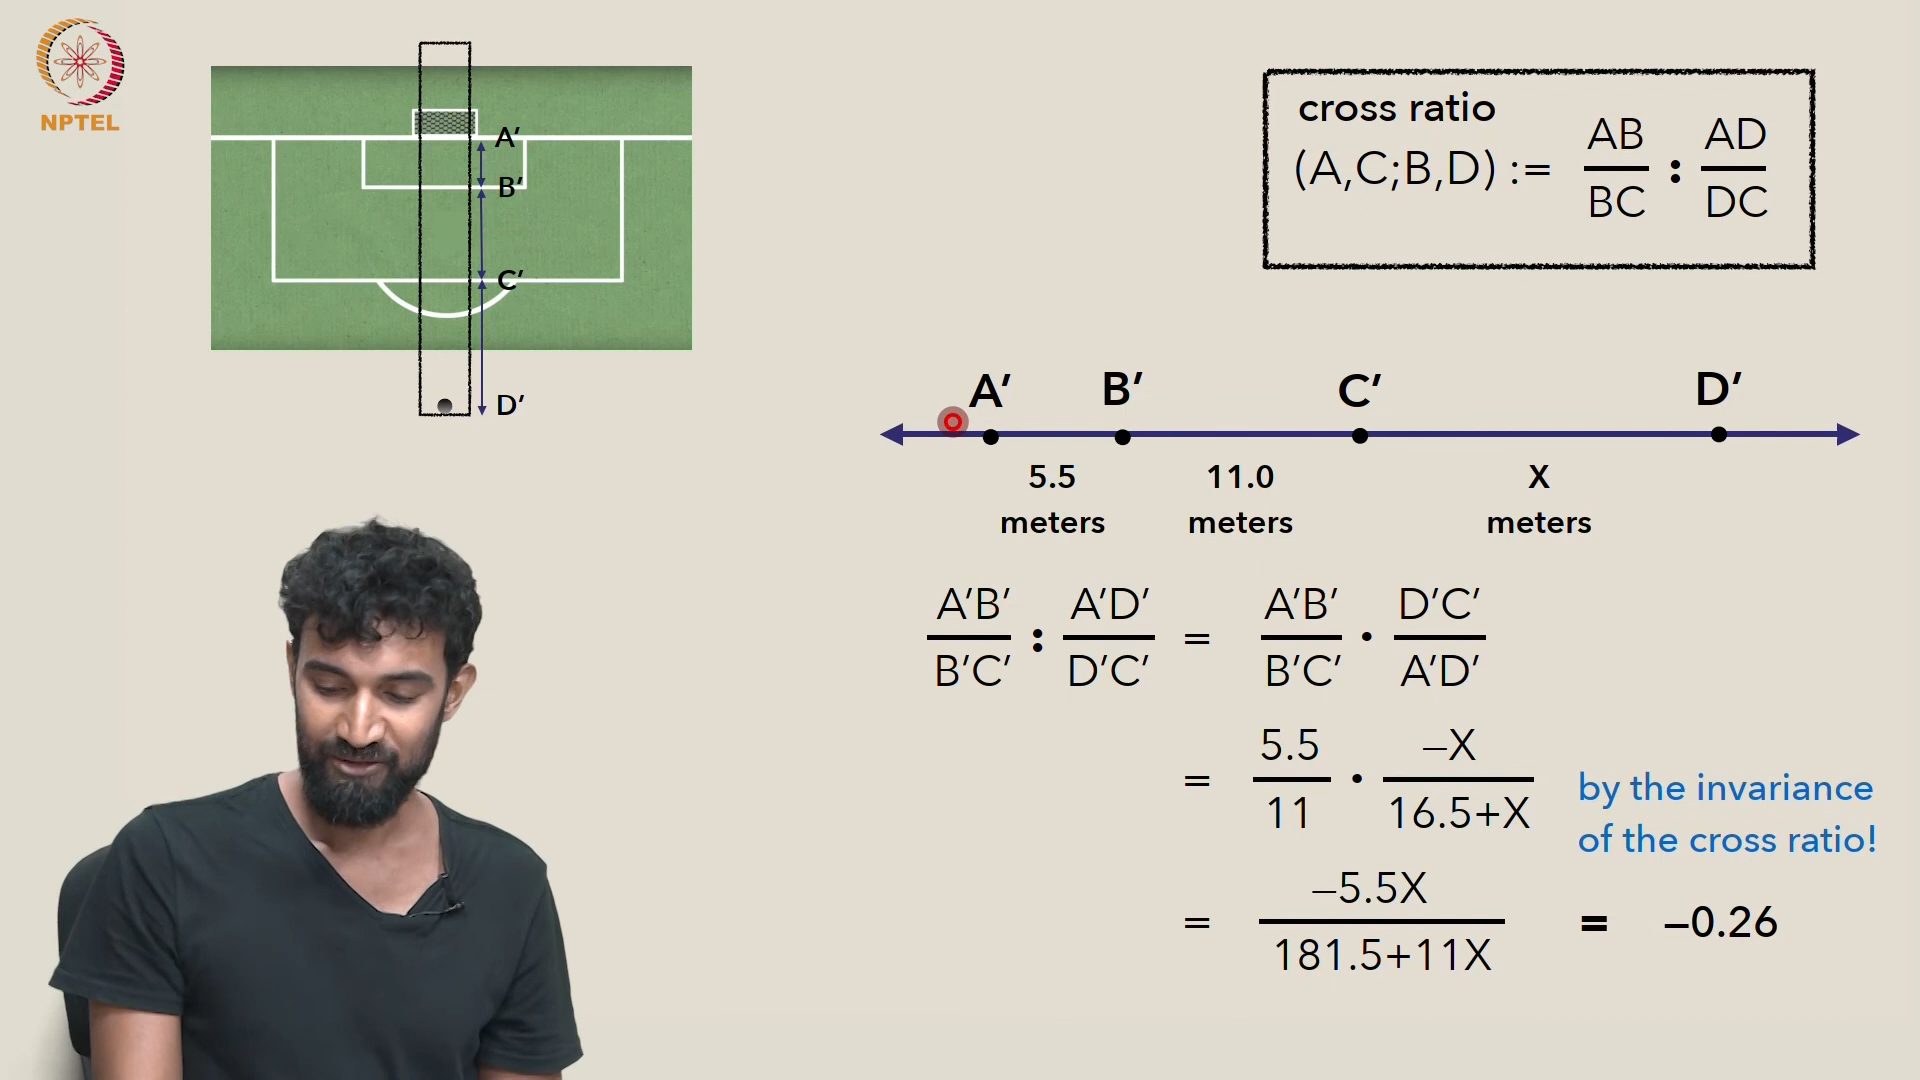 NPTEL
A'
B'
C'
D'
cross ratio
(A,C;B,D) := AB/BC : AD/DC
A' B' C' D'
5.5 meters 11.0 meters X meters
A'B'/B'C' : A'D'/D'C' = A'B'/B'C' · D'C'/A'D'
= 5.5/11 · –X/16.5+X
by the invariance
of the cross ratio!
= –5.5X/181.5+11X = –0.26